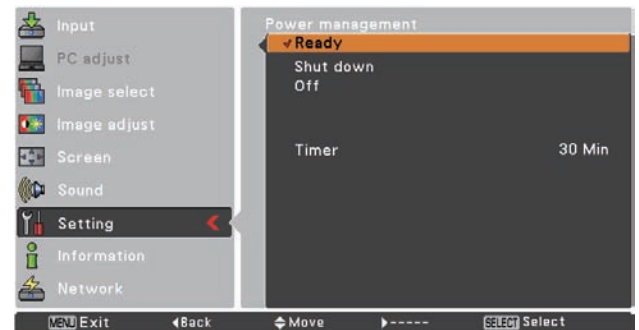 Input
PC adjust
Image select
Image adjust
Screen
Sound
Setting
Information
Network
Power management
✔Ready
Shut down
Off
Timer 30 Min
MENU Exit ◀Back ◆Move ▶----- SELECT Select